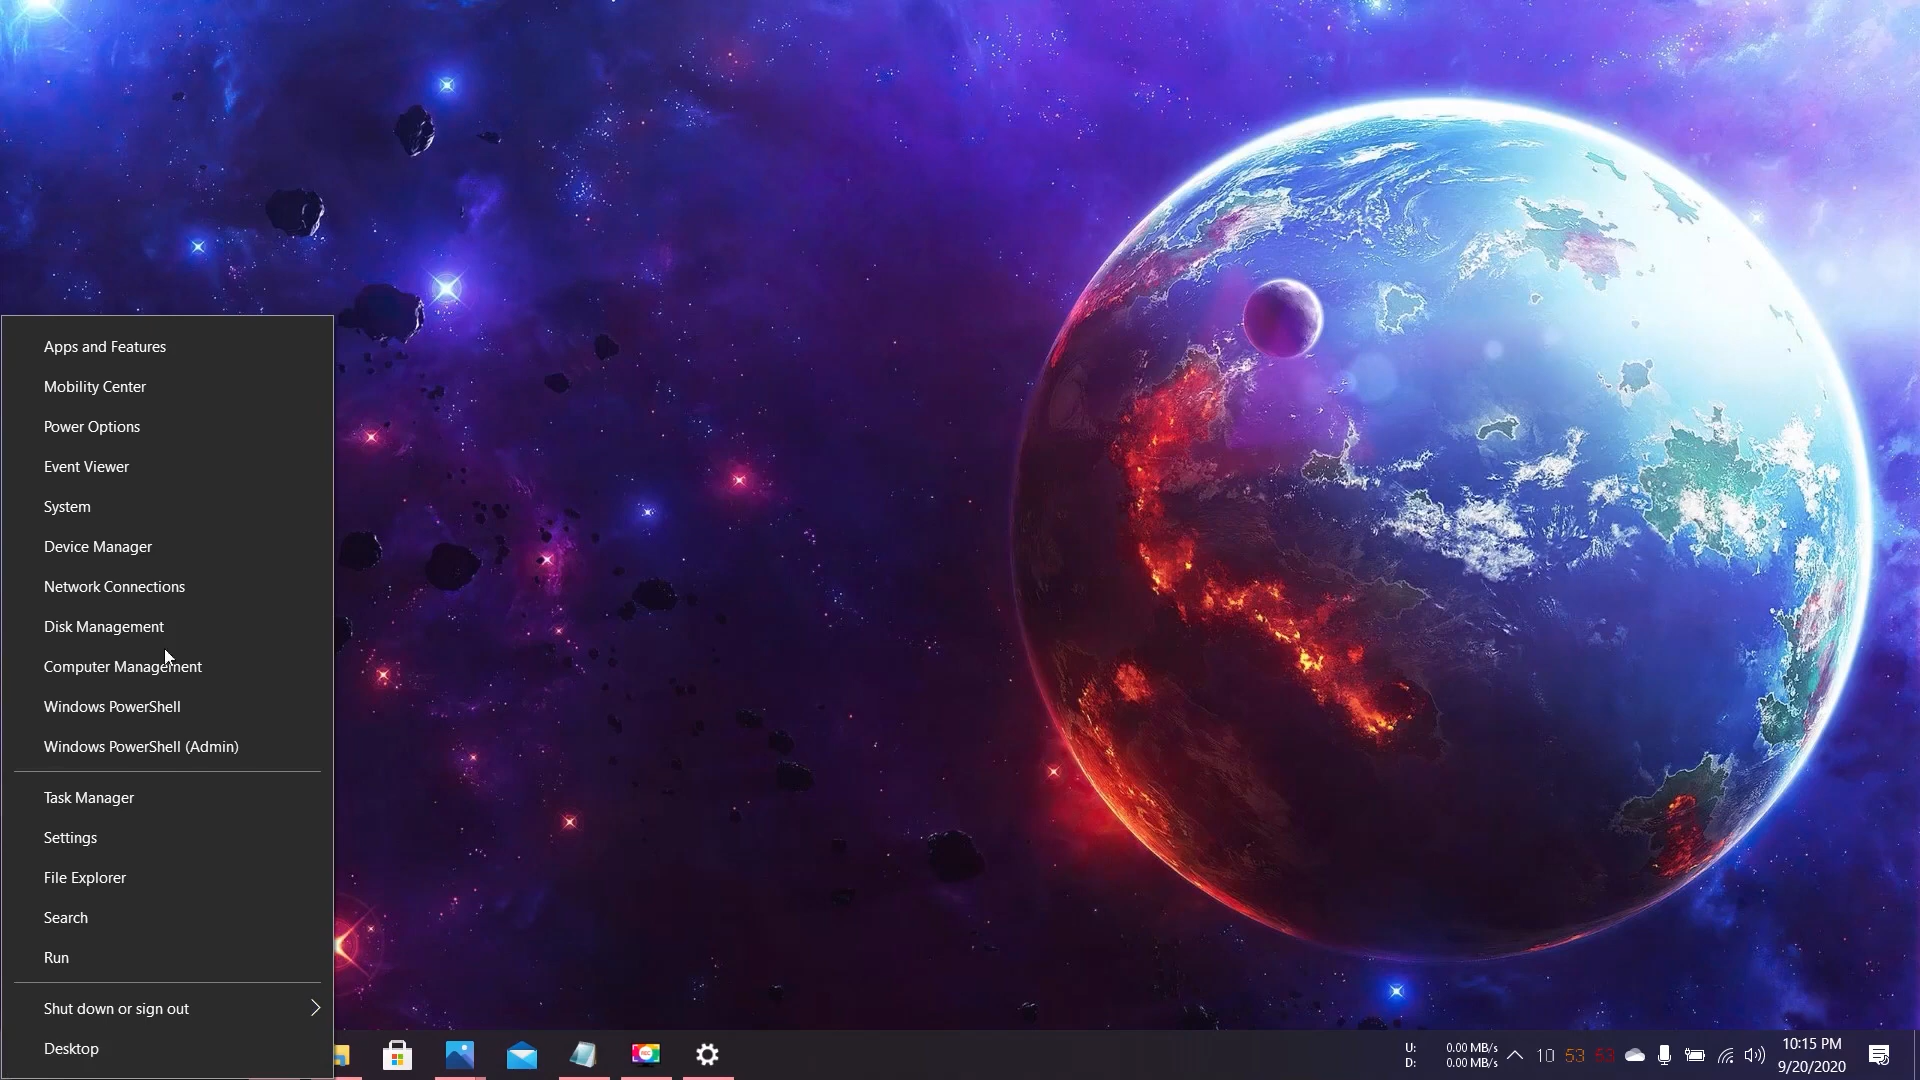 Apps and Features
Mobility Center
Power Options
Event Viewer
System
Device Manager
Network Connections
Disk Management
Computer Management
Windows PowerShell
Windows PowerShell (Admin)
Task Manager
Settings
File Explorer
Search
Run
Shut down or sign out
Desktop
U: 0.00 MB/s
D: 0.00 MB/s
10 53 53
10:15 PM
9/20/2020